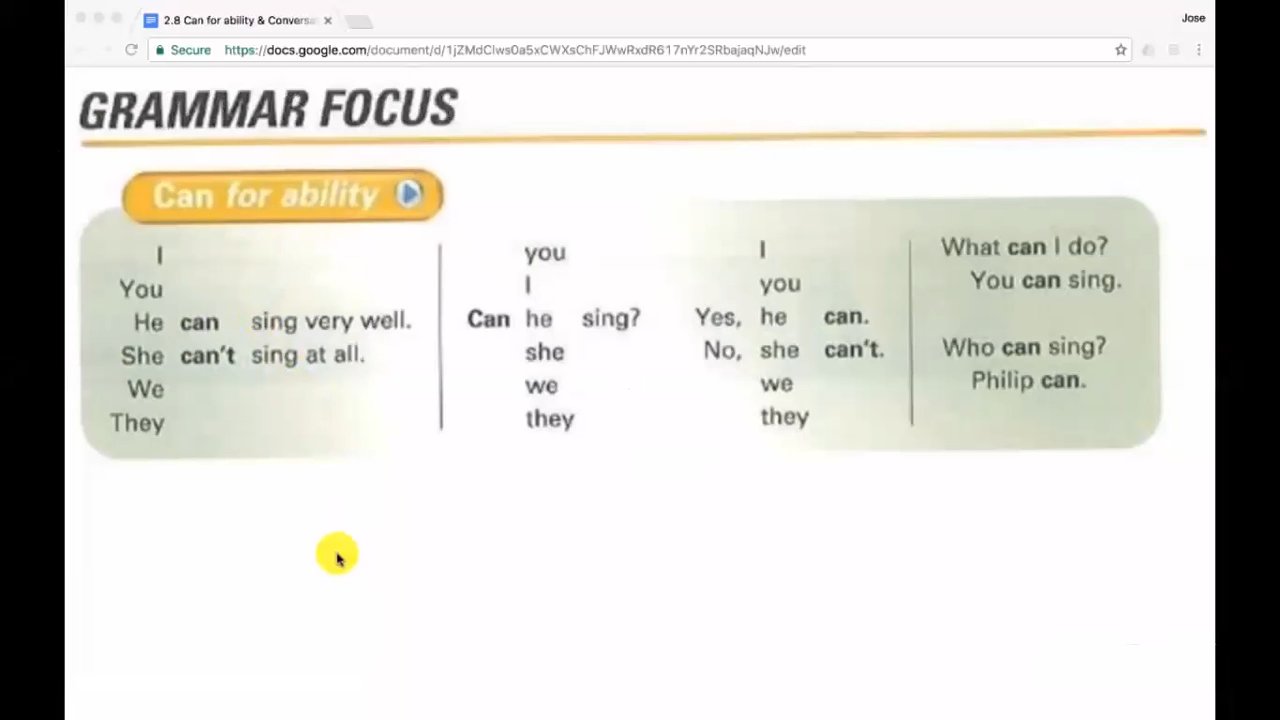 2.8 Can for ability & Conversa
Jose
Secure https://docs.google.com/document/d/1jZMdClws0a5xCWXsChFJWwRxdR617nYr2SRbajaqNJw/edit
GRAMMAR FOCUS
Can for ability
I
You
He can sing very well.
She can't sing at all.
We
They
you
I
Can he sing?
she
we
they
I
you
Yes, he can.
No, she can't.
we
they
What can I do?
You can sing.
Who can sing?
Philip can.